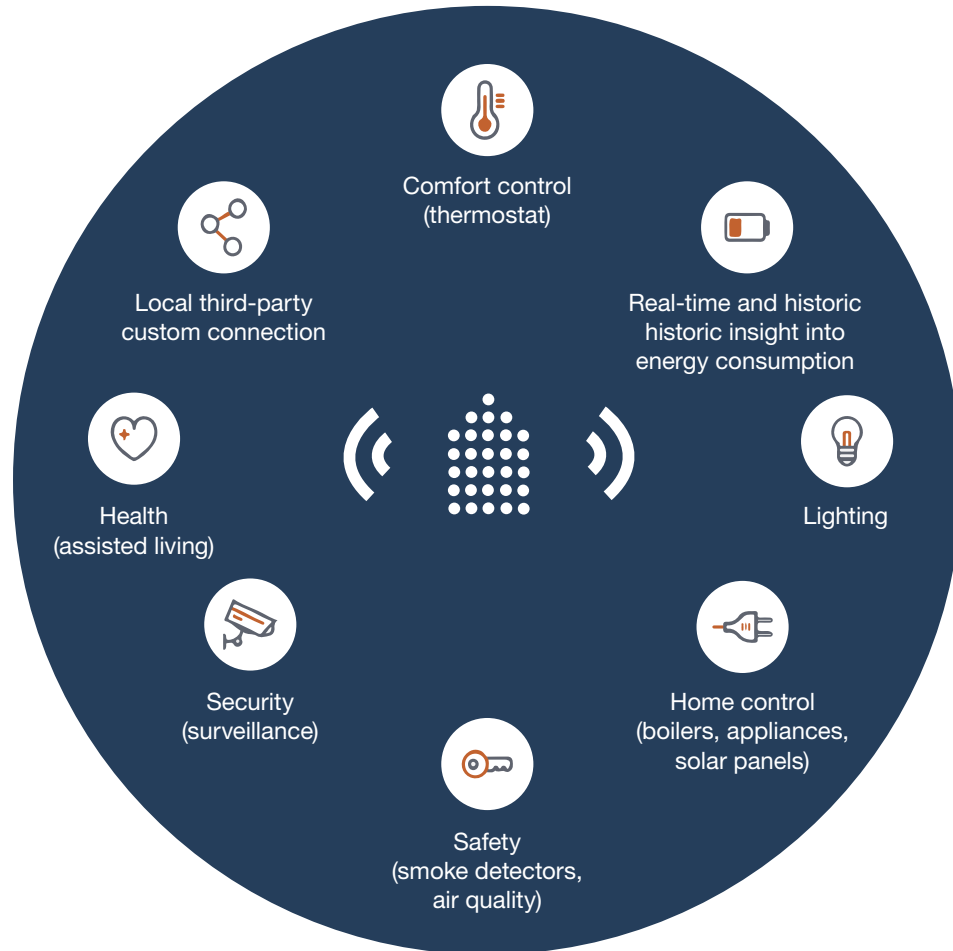 Comfort control
(thermostat)
Local third-party
custom connection
Real-time and historic
historic insight into
energy consumption
Health
(assisted living)
Lighting
Security
(surveillance)
Home control
(boilers, appliances,
solar panels)
Safety
(smoke detectors,
air quality)